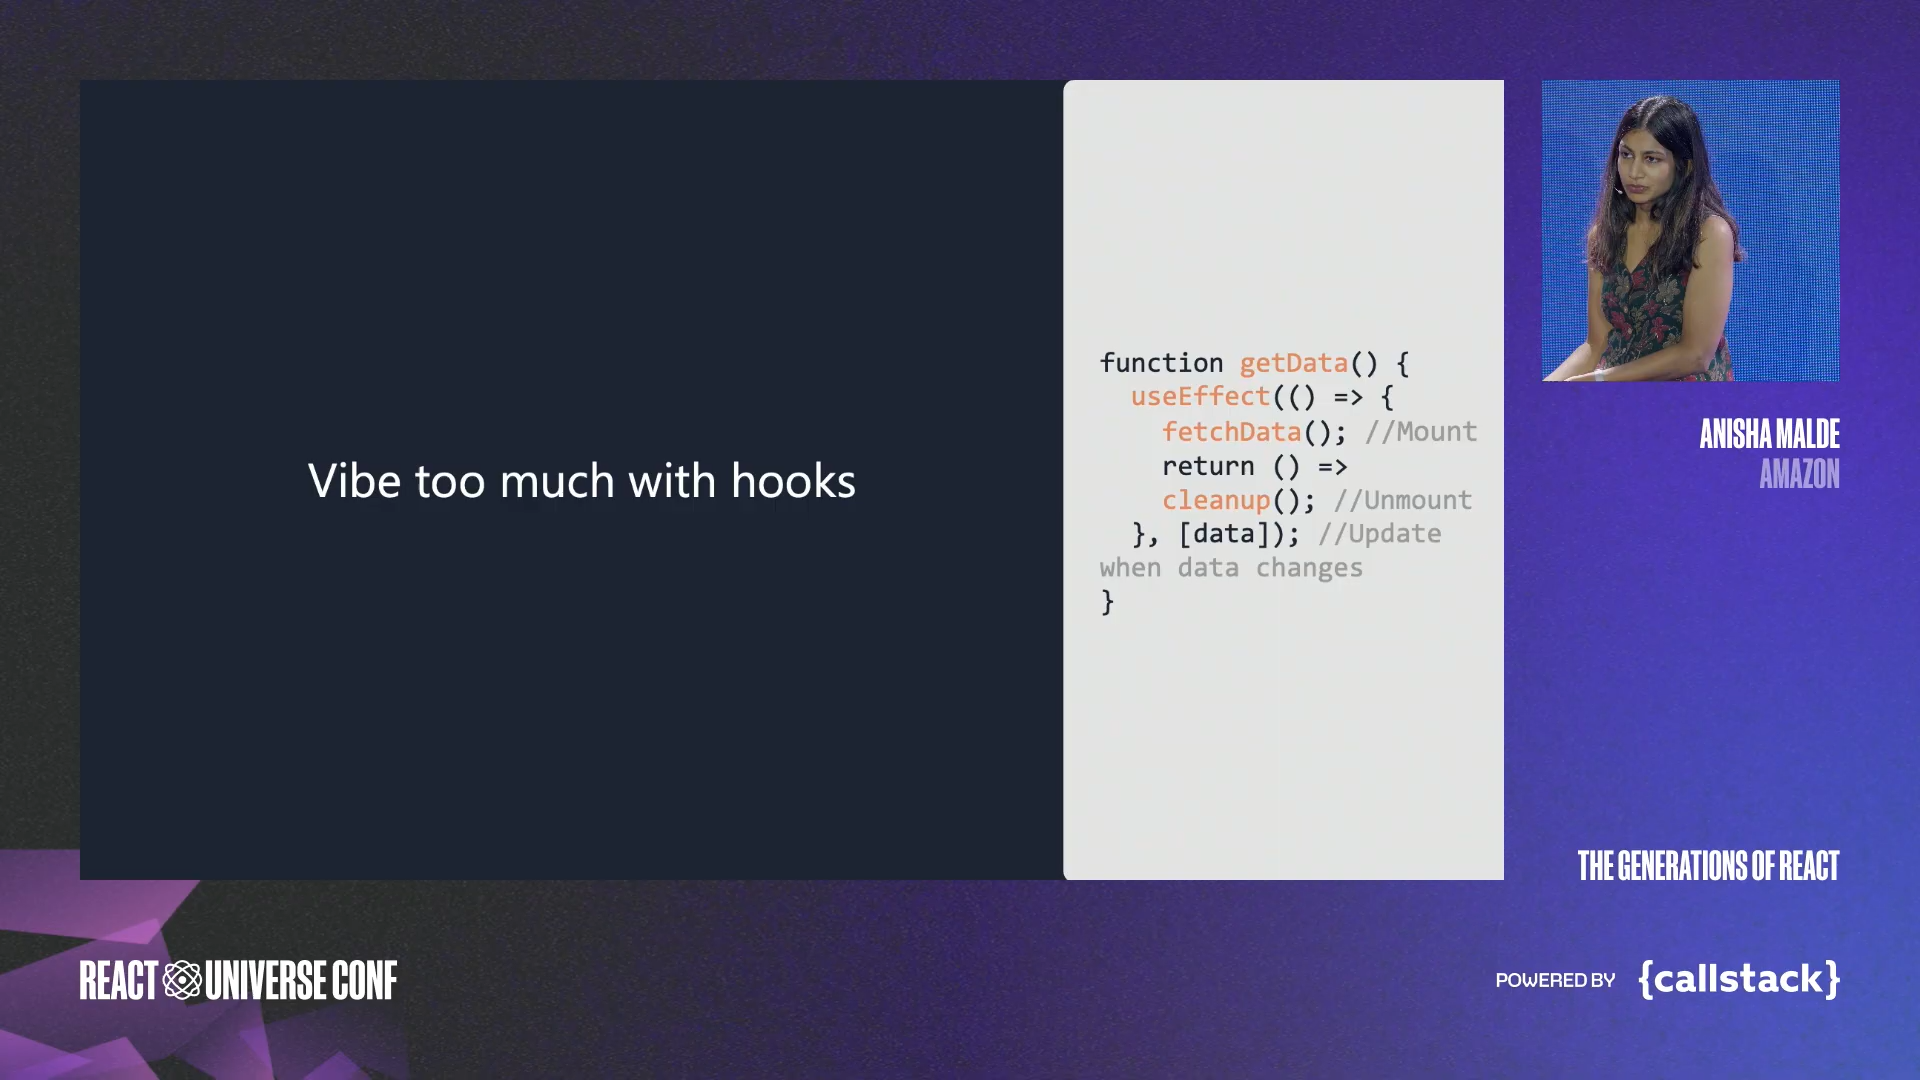 Vibe too much with hooks
function getData() {
useEffect(() => {
fetchData(); //Mount
return () =>
cleanup(); //Unmount
}, [data]); //Update
when data changes
}
ANISHA MALDE
AMAZON
THE GENERATIONS OF REACT
REACT UNIVERSE CONF
POWERED BY {callstack}